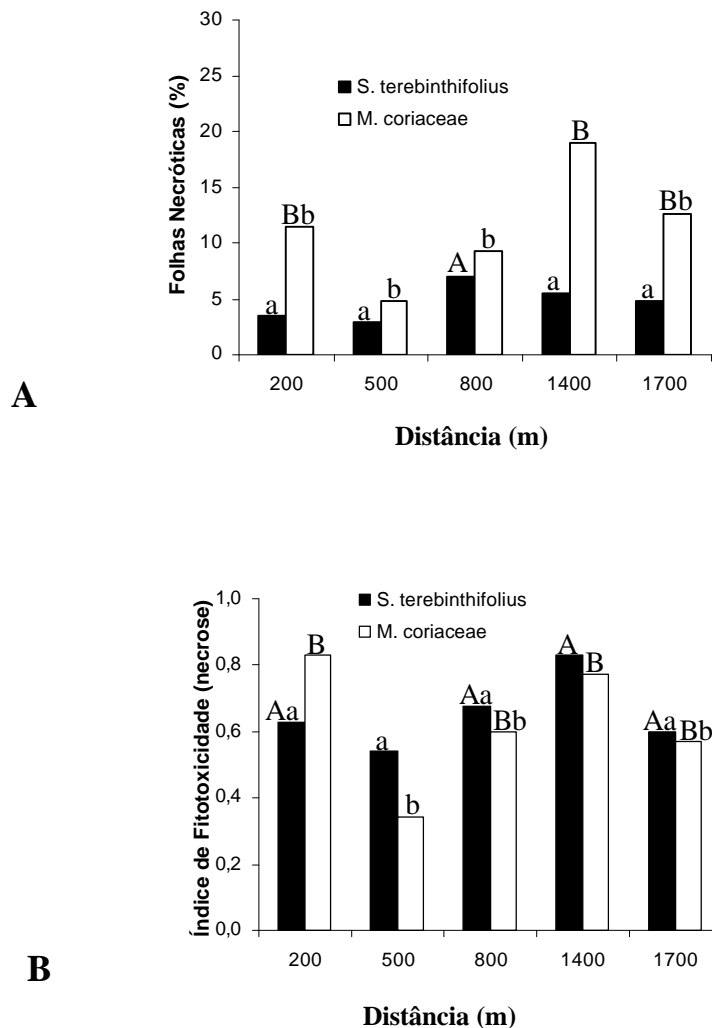 30
25
20
15
10
5
0
Folhas Necróticas (%)
S. terebinthifolius
M. coriaceae
a Bb a b A b a B a Bb
200 500 800 1400 1700
Distância (m)
A
1,0
0,8
0,6
0,4
0,2
0,0
Índice de Fitotoxicidade (necrose)
S. terebinthifolius
M. coriaceae
Aa B a b Aa Bb A B Aa Bb
200 500 800 1400 1700
Distância (m)
B